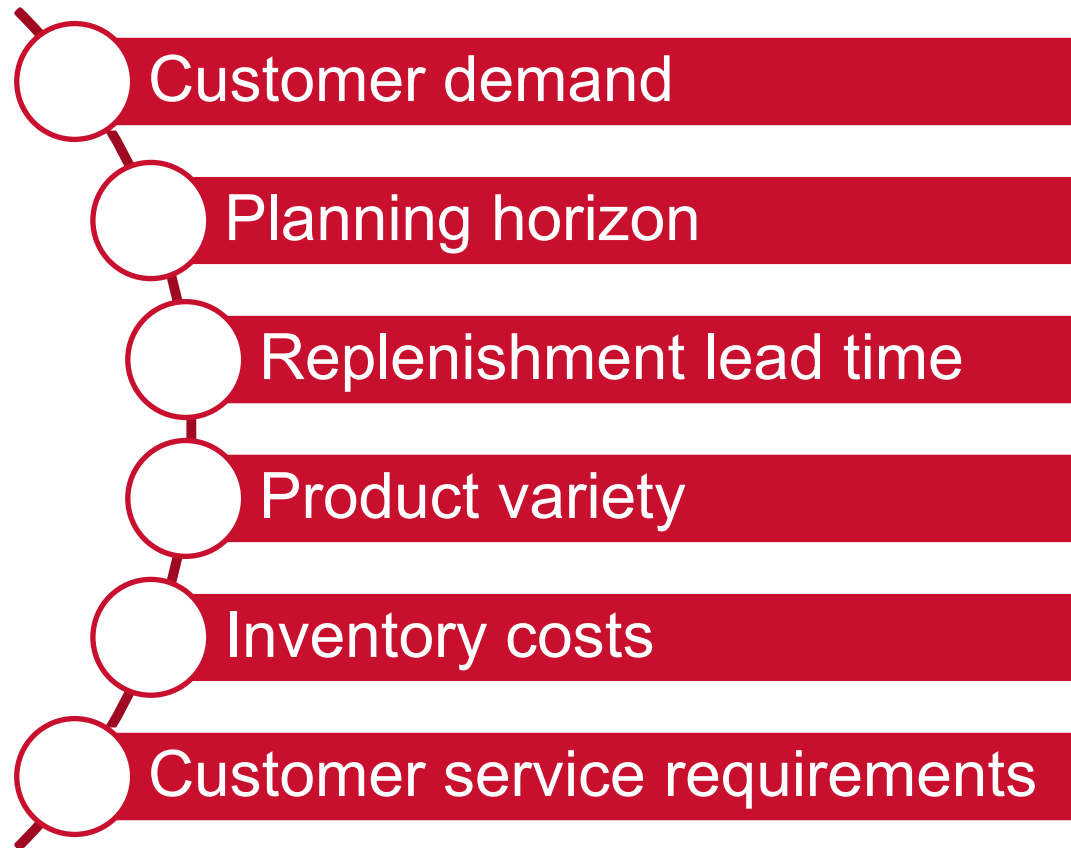 Customer demand
Planning horizon
Replenishment lead time
Product variety
Inventory costs
Customer service requirements